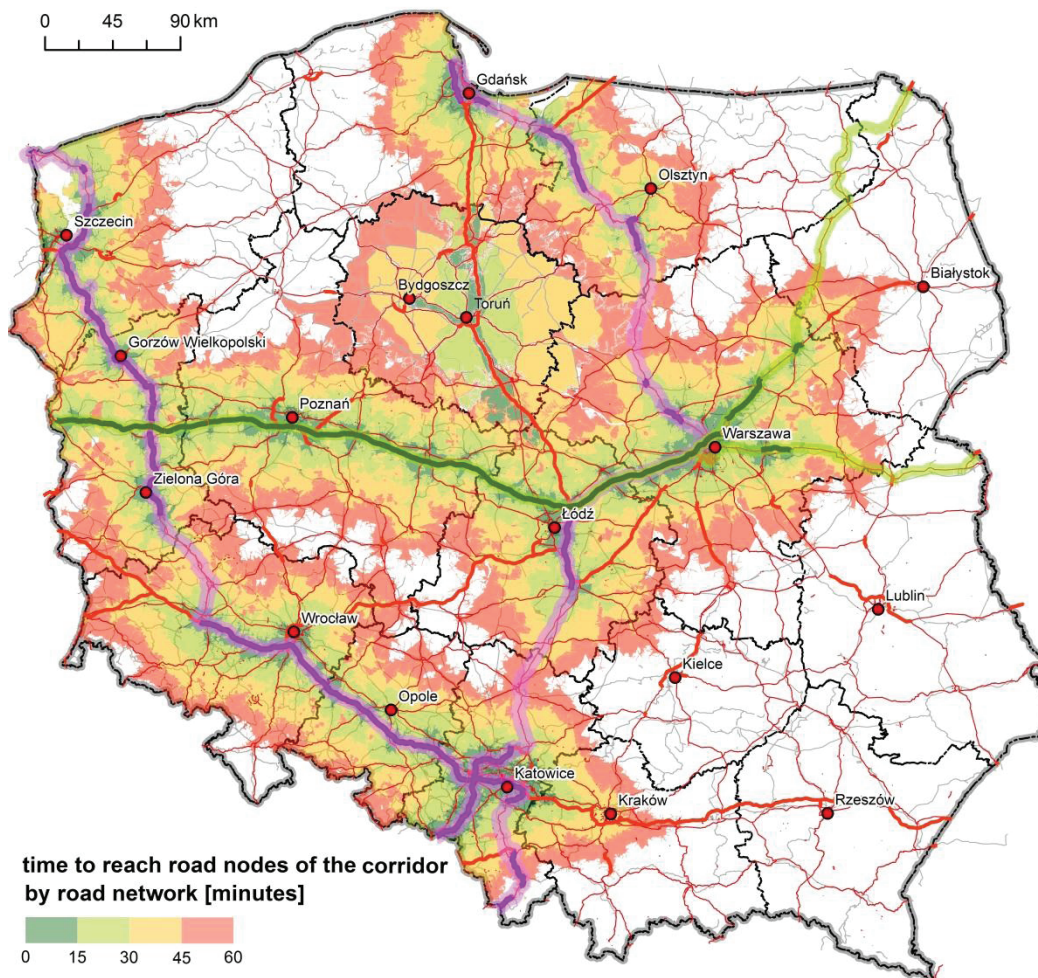 0 45 90 km
Gdańsk
Olsztyn
Szczecin
Białystok
Bydgoszcz
Toruń
Gorzów Wielkopolski
Poznań
Warszawa
Zielona Góra
Łódź
Lublin
Wrocław
Kielce
Opole
Katowice
Kraków
Rzeszów
time to reach road nodes of the corridor
by road network [minutes]
0 15 30 45 60